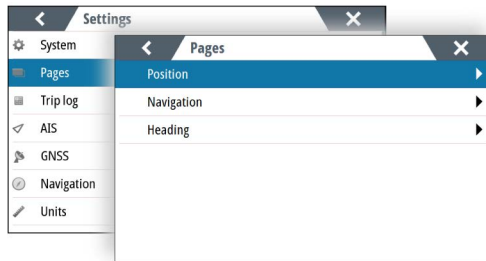 Settings
System
Pages
Trip log
AIS
GNSS
Navigation
Units
Pages
Position
Navigation
Heading